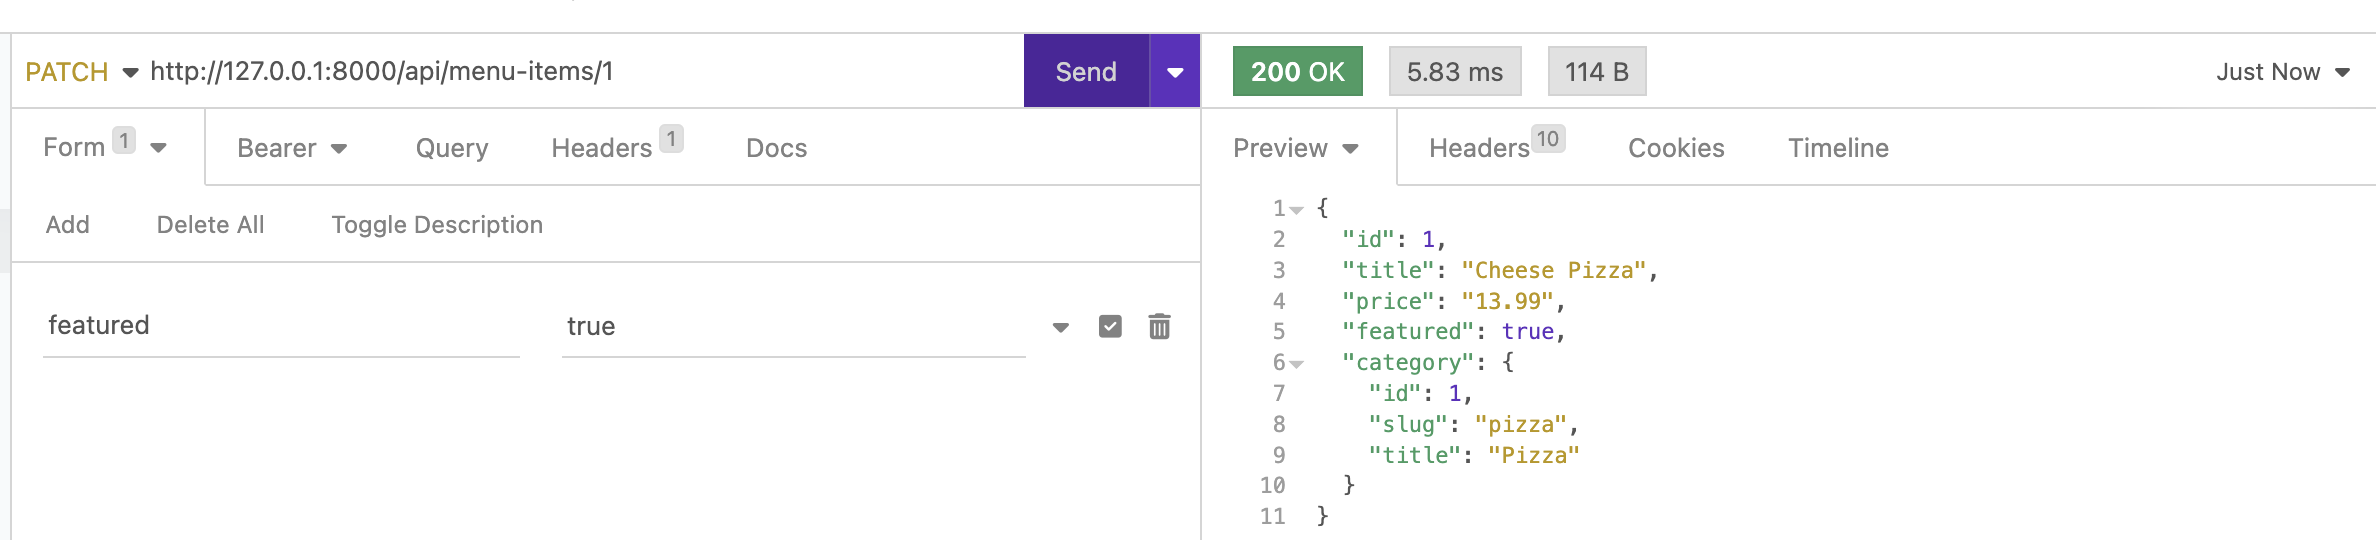 PATCH http://127.0.0.1:8000/api/menu-items/1 Send
200 OK 5.83 ms 114 B Just Now
Form 1 Bearer Query Headers 1 Docs
Preview Headers 10 Cookies Timeline
Add Delete All Toggle Description
featured true
1 {
2 "id": 1,
3 "title": "Cheese Pizza",
4 "price": "13.99",
5 "featured": true,
6 "category": {
7 "id": 1,
8 "slug": "pizza",
9 "title": "Pizza"
10 }
11 }